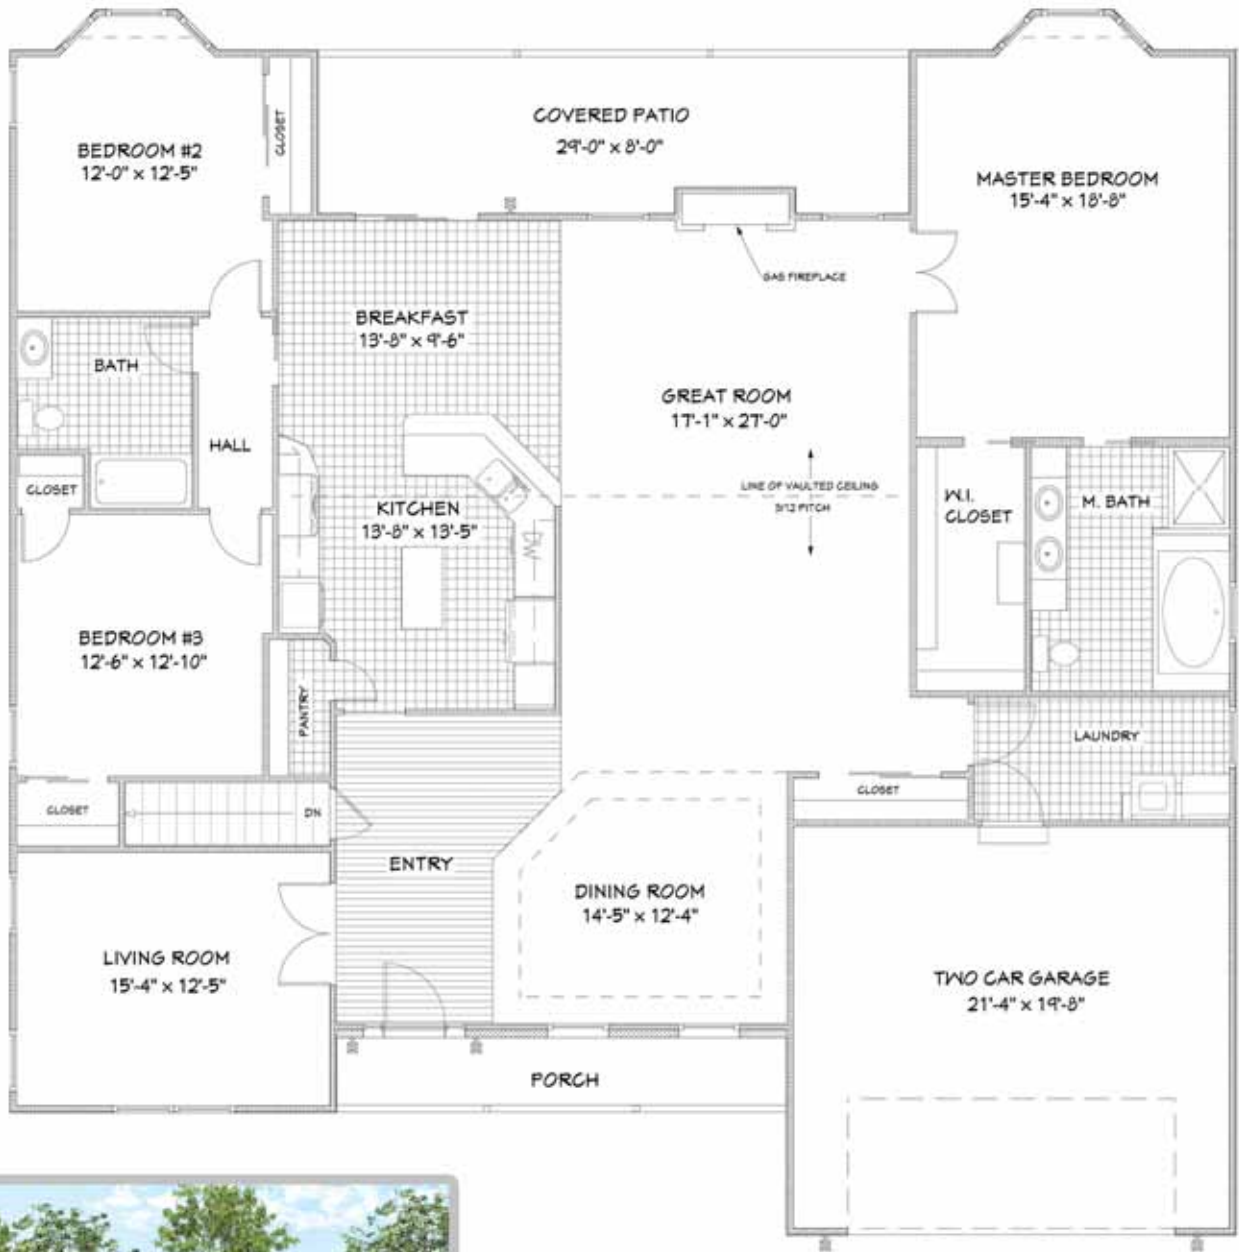 COVERED PATIO
29'-0" x 8'-0"
CLOSET
BEDROOM #2
12'-0" x 12'-5"
MASTER BEDROOM
15'-4" x 18'-8"
GAS FIREPLACE
BREAKFAST
13'-8" x 9'-6"
BATH
GREAT ROOM
17'-1" x 27'-0"
HALL
LINE OF VAULTED CEILING
3/12 PITCH
CLOSET
KITCHEN
13'-8" x 13'-5"
W.I.
CLOSET
M. BATH
DW
BEDROOM #3
12'-6" x 12'-10"
PANTRY
LAUNDRY
CLOSET
CLOSET
DN
ENTRY
DINING ROOM
14'-5" x 12'-4"
LIVING ROOM
15'-4" x 12'-5"
TWO CAR GARAGE
21'-4" x 19'-8"
PORCH